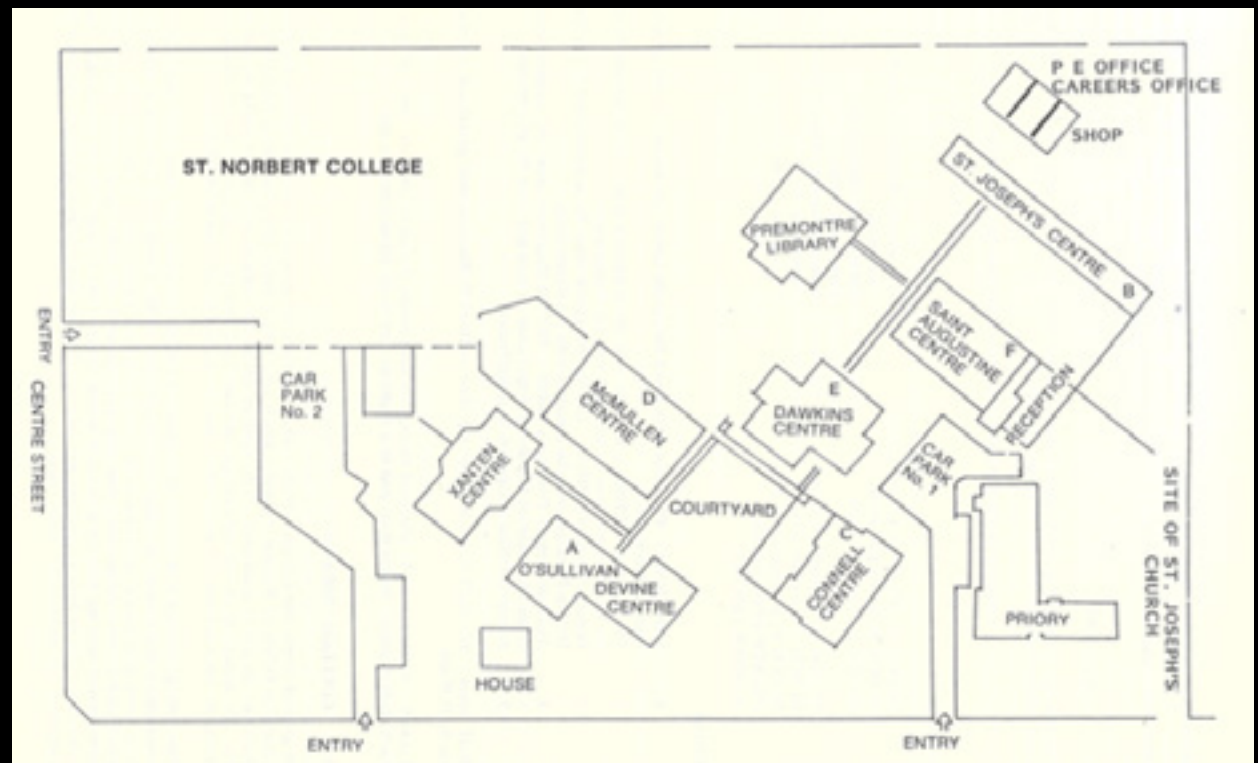 P E OFFICE
CAREERS OFFICE
SHOP
ST. NORBERT COLLEGE
ST. JOSEPH'S CENTRE
B
PREMONTRE
LIBRARY
SAINT
AUGUSTINE
CENTRE
F
RECEPTION
ENTRY CENTRE STREET
CAR
PARK
No. 2
D
McMULLEN
CENTRE
E
DAWKINS
CENTRE
XANTEN
CENTRE
CAR
PARK
No. 1
COURTYARD
A
O'SULLIVAN
DEVINE
CENTRE
C
CONNELL
CENTRE
PRIORY
SITE OF ST. JOSEPH'S
CHURCH
HOUSE
ENTRY
ENTRY